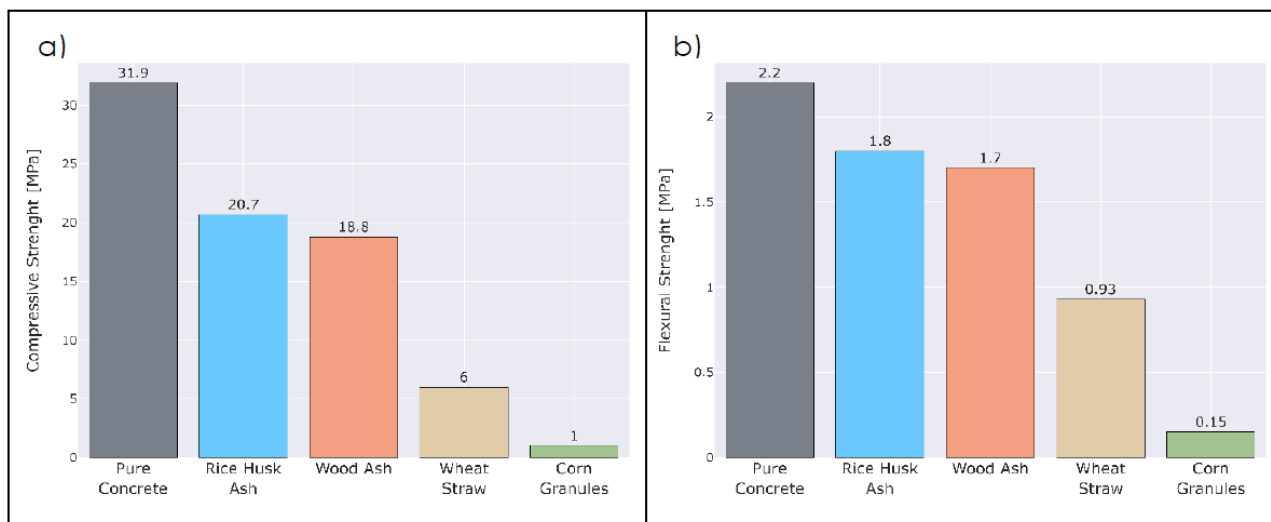 a)
Compressive Strenght [MPa]
31.9
20.7
18.8
6
1
30
25
20
15
10
5
0
Pure Concrete
Rice Husk Ash
Wood Ash
Wheat Straw
Corn Granules
b)
Flexural Strenght [MPa]
2.2
1.8
1.7
0.93
0.15
2
1.5
1
0.5
0
Pure Concrete
Rice Husk Ash
Wood Ash
Wheat Straw
Corn Granules